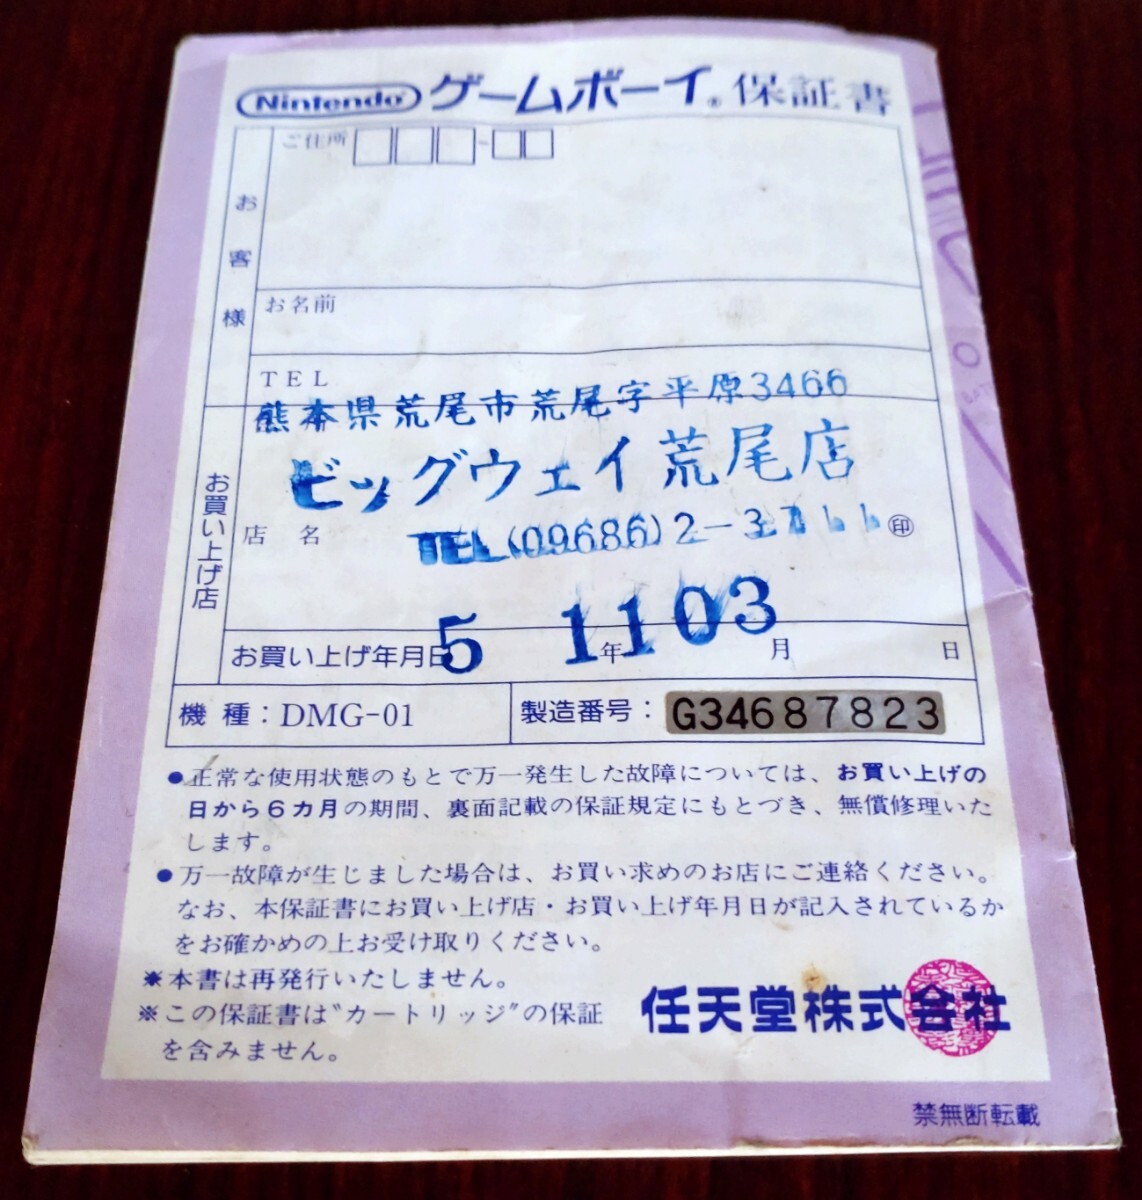 Nintendo ゲームボーイ® 保証書
お客様
ご住所
お名前
TEL
お買い上げ店
熊本県荒尾市荒尾字平原3466
ビッグウェイ荒尾店
店 名
TEL(09686)2-3766
印
お買い上げ年月日 年 月 日
5 11 03
機種：DMG-01
製造番号： G34687823
●正常な使用状態のもとで万一発生した故障については、お買い上げの
日から6カ月の期間、裏面記載の保証規定にもとづき、無償修理いた
します。
●万一故障が生じました場合は、お買い求めのお店にご連絡ください。
なお、本保証書にお買い上げ店・お買い上げ年月日が記入されているか
をお確かめの上お受け取りください。
※本書は再発行いたしません。
※この保証書は"カートリッジ"の保証
を含みません。
任天堂株式会社
禁無断転載